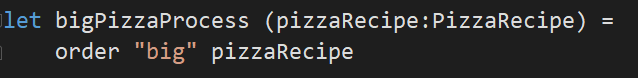 let bigPizzaProcess (pizzaRecipe:PizzaRecipe) =
order "big" pizzaRecipe